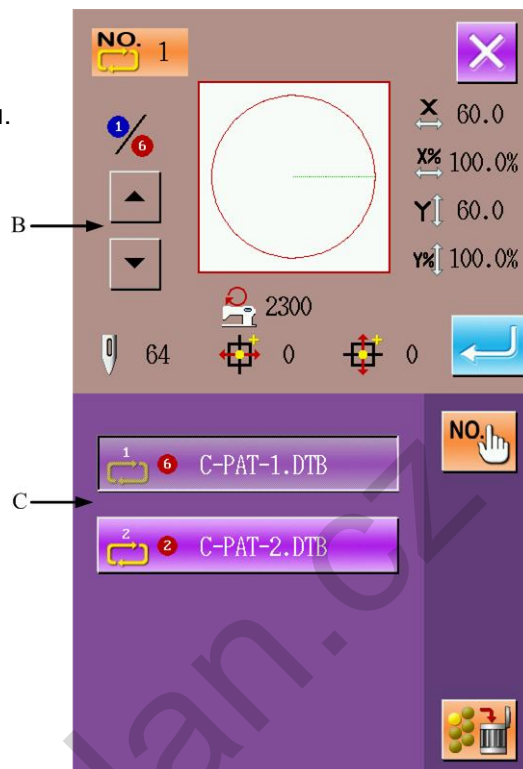 NO. 1
1/6
X 60.0
X% 100.0%
B
Y 60.0
Y% 100.0%
2300
64 0 0
NO.
1 6 C-PAT-1.DTB
C
2 2 C-PAT-2.DTB